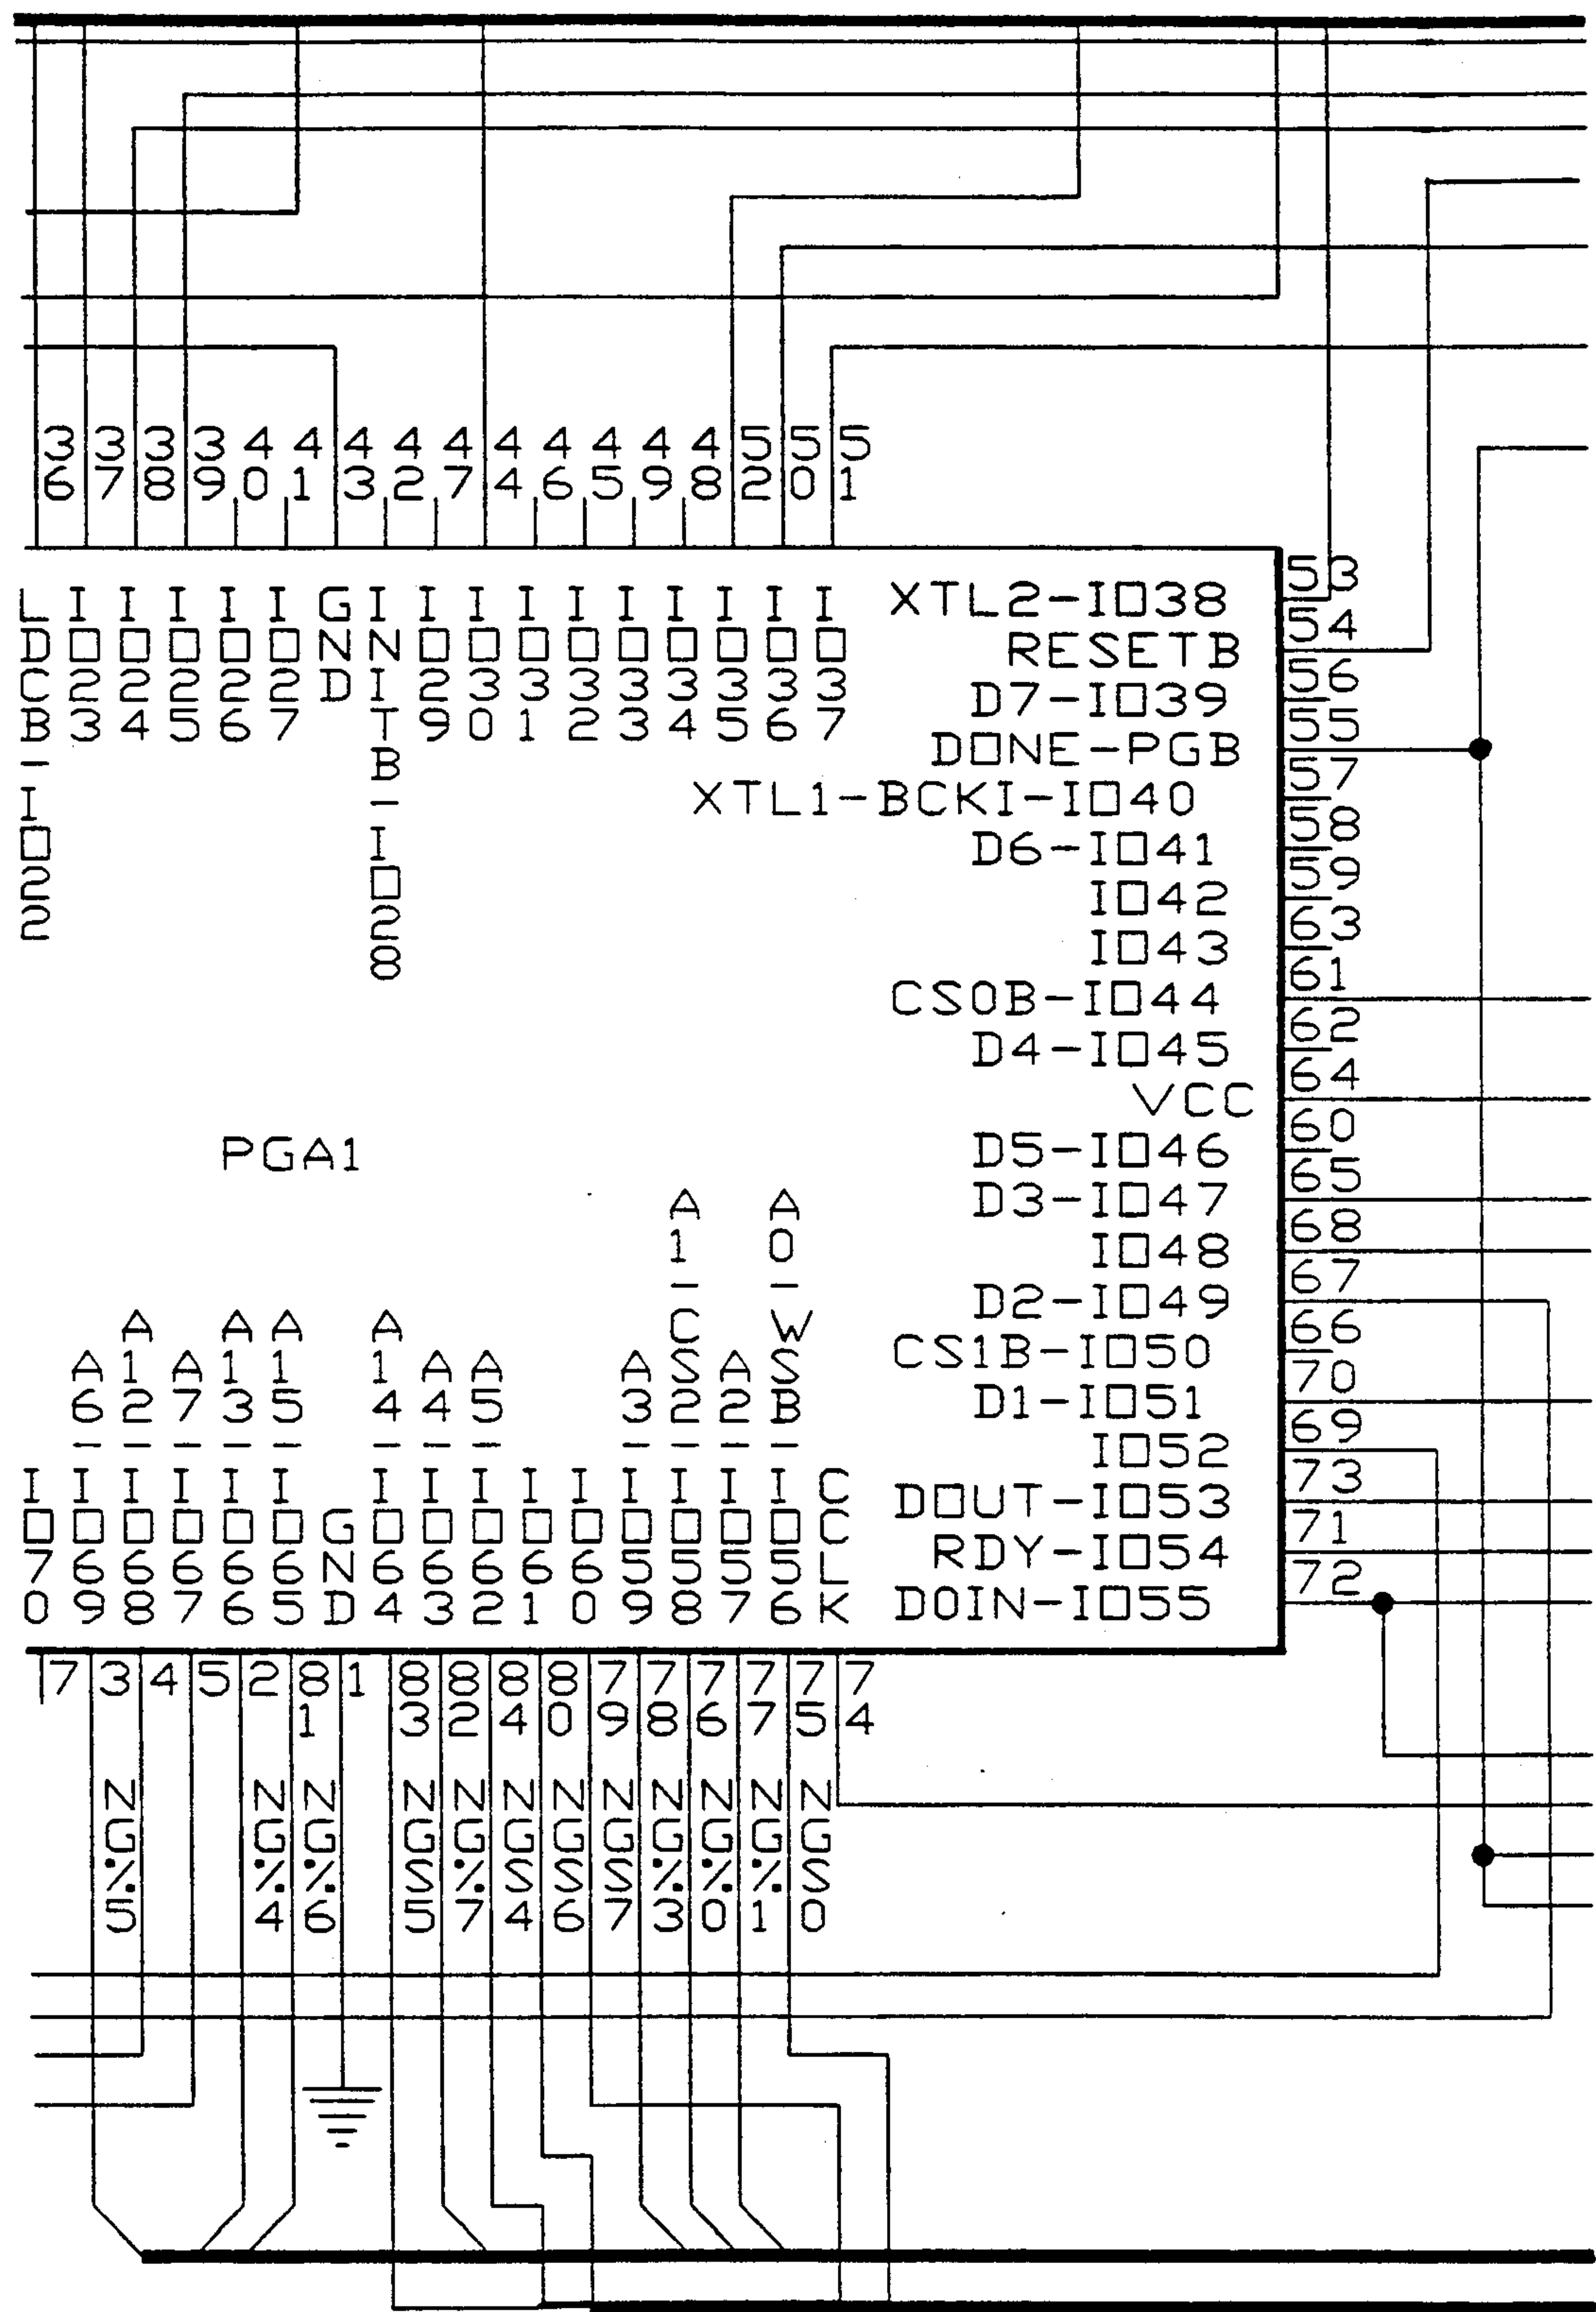 36 37 38 39 40 41 43 42 47 44 46 45 49 48 52 50 51
LDCB-IO22
IO23
IO24
IO25
IO26
IO27
GND
INITB-IO28
IO29
IO30
IO31
IO32
IO33
IO34
IO35
IO36
IO37
53
XTL2-IO38
54
RESETB
56
D7-IO39
55
DONE-PGB
57
XTL1-BCKI-IO40
58
D6-IO41
59
IO42
63
IO43
61
CS0B-IO44
62
D4-IO45
64
VCC
60
D5-IO46
65
D3-IO47
68
IO48
67
D2-IO49
66
CS1B-IO50
70
D1-IO51
69
IO52
73
DOUT-IO53
71
RDY-IO54
72
DOIN-IO55
PGA1
IO70
A6-IO69
A12-IO68
A7-IO67
A13-IO66
A15-IO65
GND
A14-IO64
A4-IO63
A5-IO62
IO61
IO60
A3-IO59
A1-CS2-IO58
A2-IO57
A0-WSB-IO56
CCLK
7 3 4 5 2 81 1 83 82 84 80 79 78 76 77 75 74
NG%5
NG%4
NG%6
NGS5
NG%7
NGS4
NGS6
NGS7
NG%3
NG%0
NG%1
NGS0